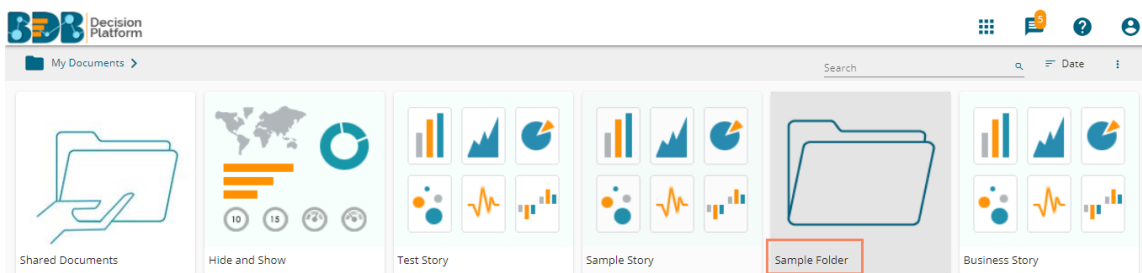 BDB Decision
Platform
5
My Documents
Search
Date
10 15
Shared Documents
Hide and Show
Test Story
Sample Story
Sample Folder
Business Story